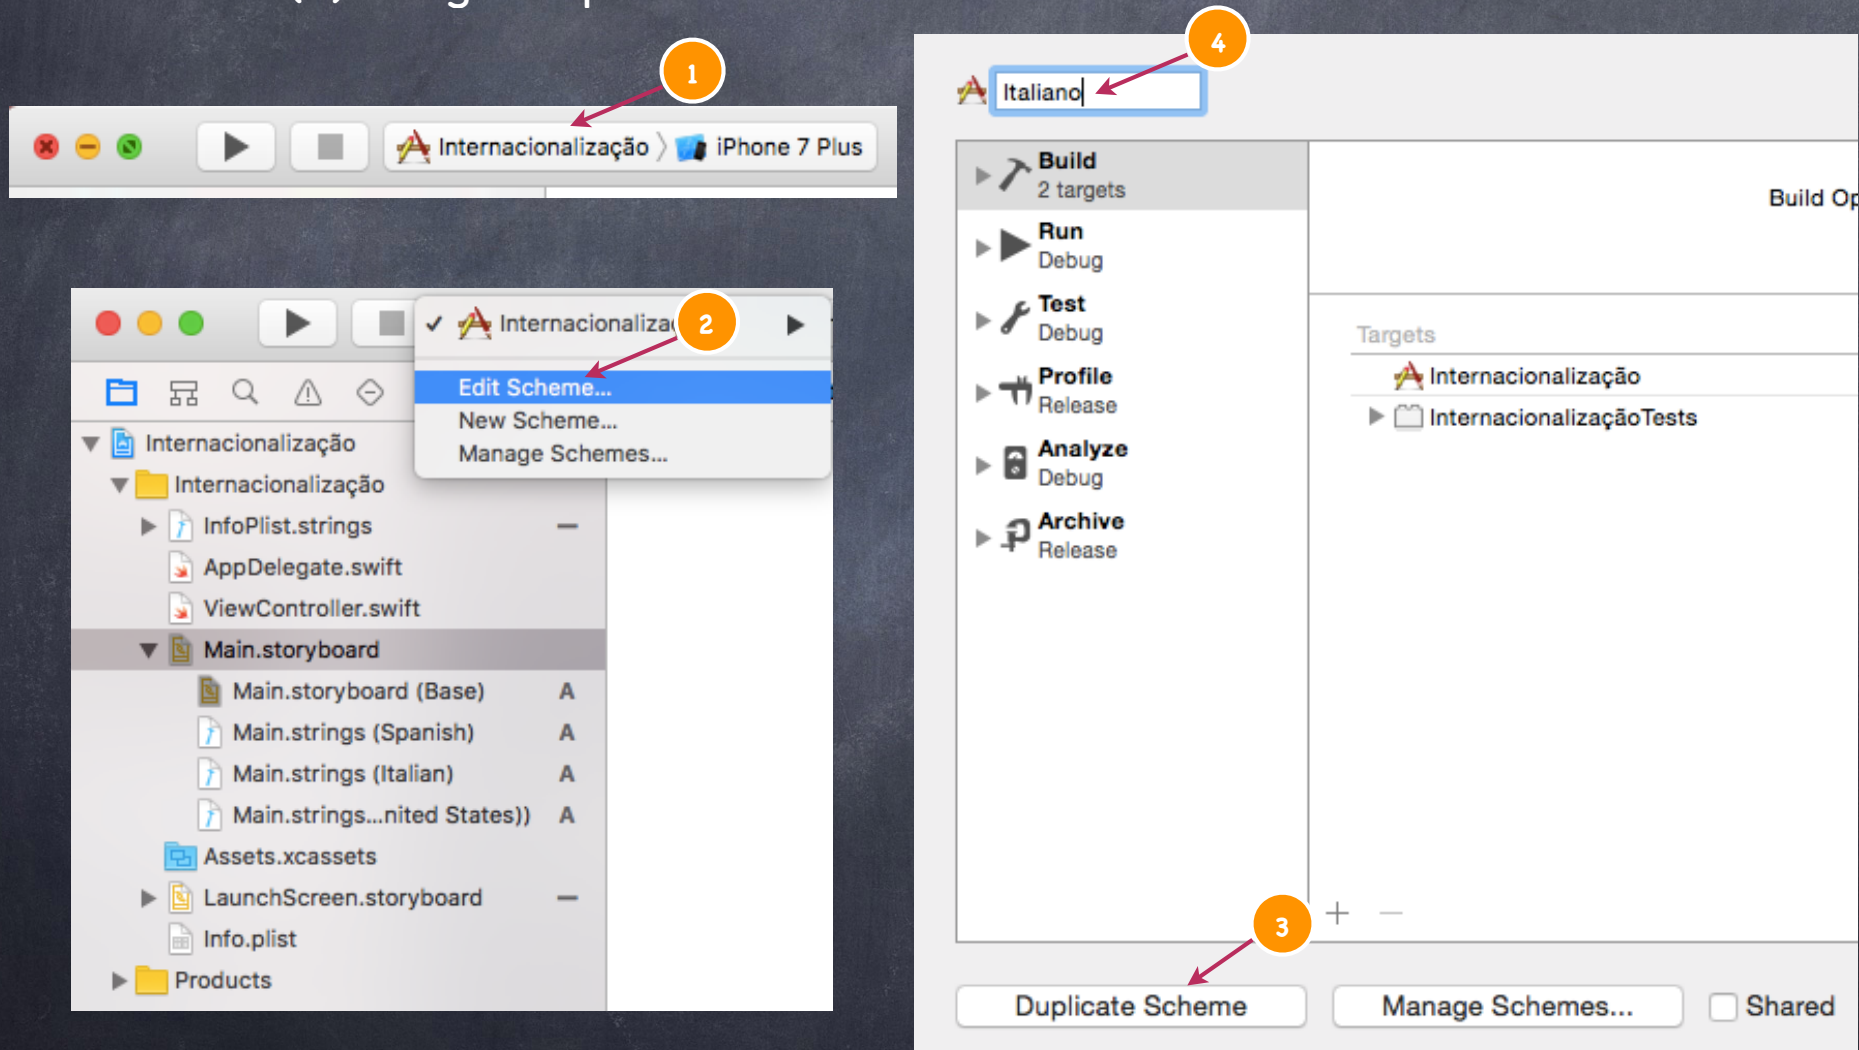 1
Internacionalização
iPhone 7 Plus
Internacionaliza
2
Edit Scheme...
New Scheme...
Manage Schemes...
Internacionalização
Internacionalização
InfoPlist.strings
AppDelegate.swift
ViewController.swift
Main.storyboard
Main.storyboard (Base) A
Main.strings (Spanish) A
Main.strings (Italian) A
Main.strings...nited States)) A
Assets.xcassets
LaunchScreen.storyboard
Info.plist
Products
4
Italiano
Build
2 targets
Run
Debug
Test
Debug
Profile
Release
Analyze
Debug
Archive
Release
Build Op
Targets
Internacionalização
InternacionalizaçãoTests
3
Duplicate Scheme
Manage Schemes...
Shared